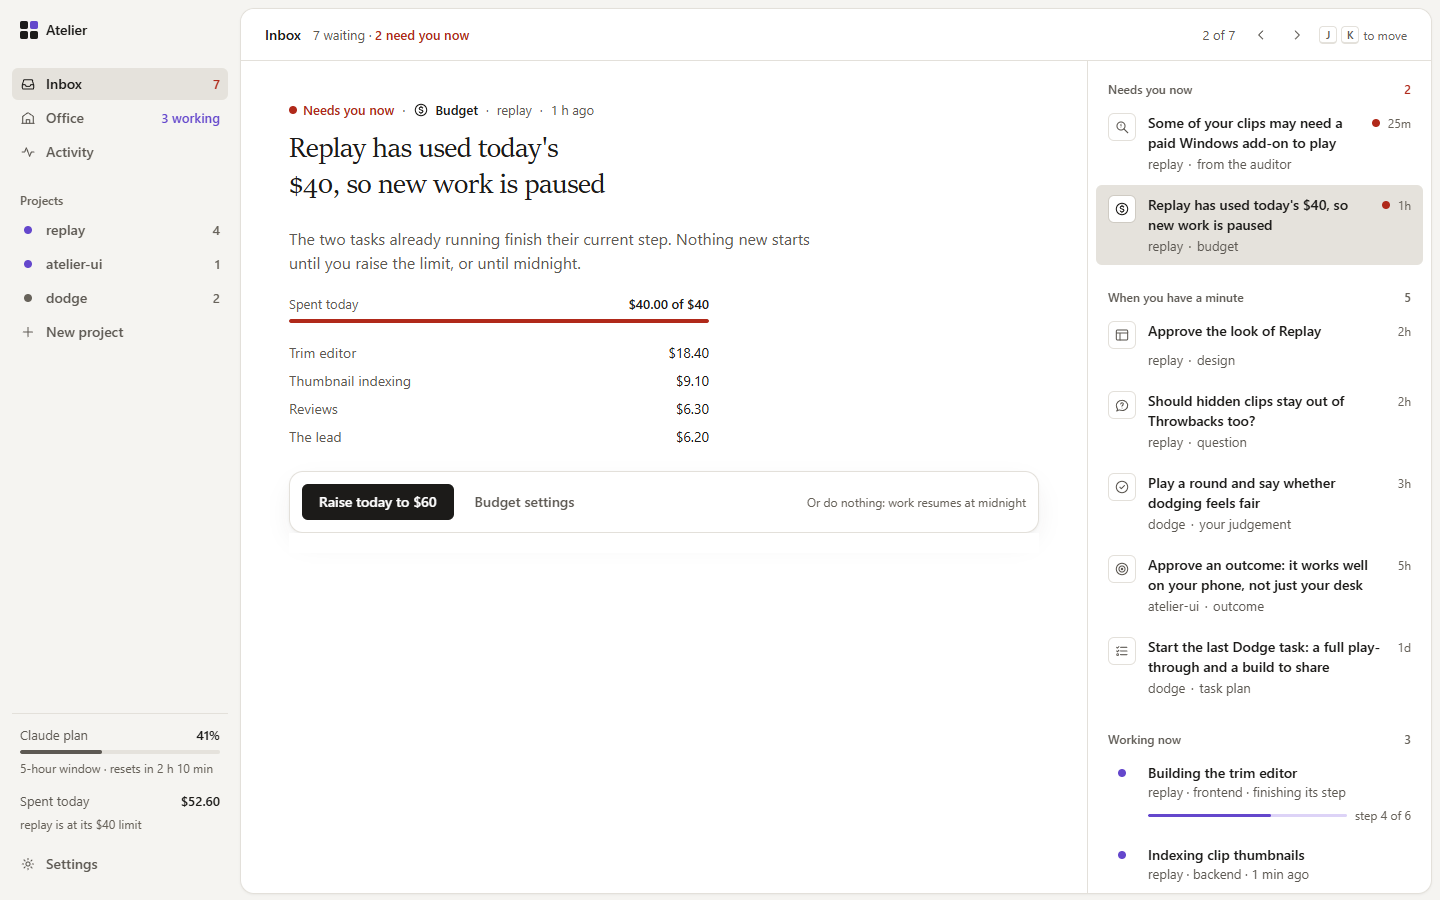 Atelier
Inbox 7
Office 3 working
Activity
Projects
replay 4
atelier-ui 1
dodge 2
New project
Claude plan 41%
5-hour window · resets in 2 h 10 min
Spent today $52.60
replay is at its $40 limit
Settings
Inbox 7 waiting · 2 need you now
2 of 7 J K to move
Needs you now · Budget · replay · 1 h ago
Replay has used today's
$40, so new work is paused
The two tasks already running finish their current step. Nothing new starts
until you raise the limit, or until midnight.
Spent today $40.00 of $40
Trim editor $18.40
Thumbnail indexing $9.10
Reviews $6.30
The lead $6.20
Raise today to $60 Budget settings Or do nothing: work resumes at midnight
Needs you now 2
Some of your clips may need a 25m
paid Windows add-on to play
replay · from the auditor
Replay has used today's $40, so 1h
new work is paused
replay · budget
When you have a minute 5
Approve the look of Replay 2h
replay · design
Should hidden clips stay out of 2h
Throwbacks too?
replay · question
Play a round and say whether 3h
dodging feels fair
dodge · your judgement
Approve an outcome: it works well 5h
on your phone, not just your desk
atelier-ui · outcome
Start the last Dodge task: a full play- 1d
through and a build to share
dodge · task plan
Working now 3
Building the trim editor
replay · frontend · finishing its step
step 4 of 6
Indexing clip thumbnails
replay · backend · 1 min ago